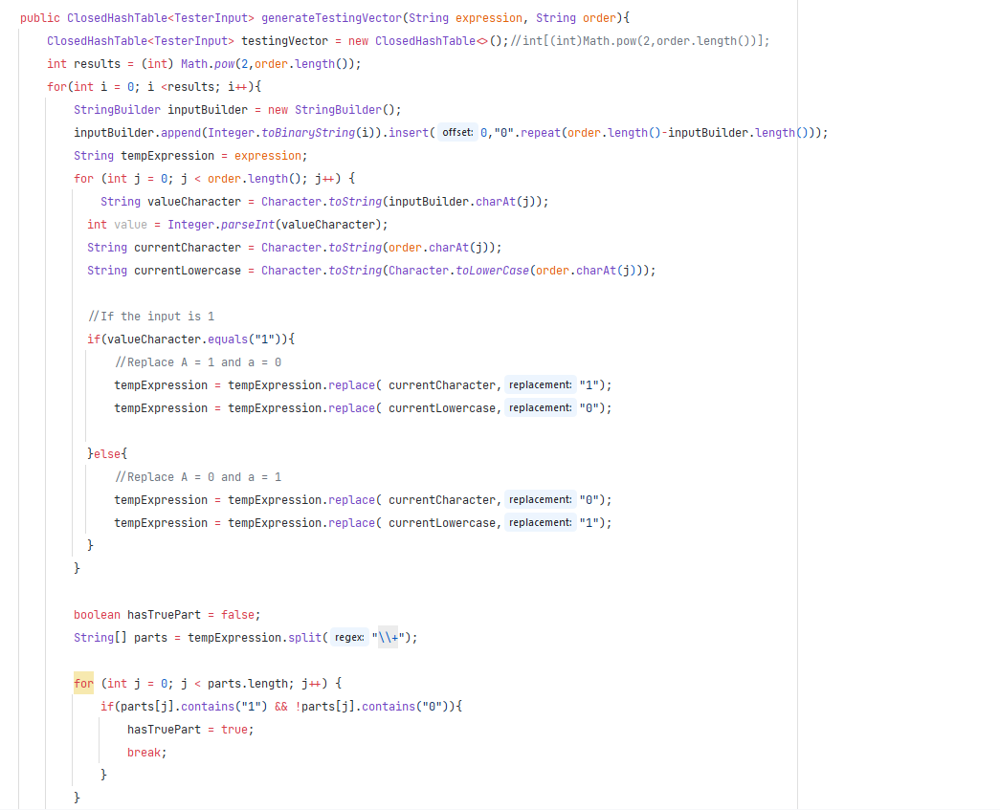 public ClosedHashTable<TesterInput> generateTestingVector(String expression, String order){
ClosedHashTable<TesterInput> testingVector = new ClosedHashTable<>();//int[(int)Math.pow(2,order.length())];
int results = (int) Math.pow(2,order.length());
for(int i = 0; i <results; i++){
StringBuilder inputBuilder = new StringBuilder();
inputBuilder.append(Integer.toBinaryString(i)).insert( offset: 0,"0".repeat(order.length()-inputBuilder.length()));
String tempExpression = expression;
for (int j = 0; j < order.length(); j++) {
String valueCharacter = Character.toString(inputBuilder.charAt(j));
int value = Integer.parseInt(valueCharacter);
String currentCharacter = Character.toString(order.charAt(j));
String currentLowercase = Character.toString(Character.toLowerCase(order.charAt(j)));
//If the input is 1
if(valueCharacter.equals("1")){
//Replace A = 1 and a = 0
tempExpression = tempExpression.replace( currentCharacter, replacement: "1");
tempExpression = tempExpression.replace( currentLowercase, replacement: "0");
}else{
//Replace A = 0 and a = 1
tempExpression = tempExpression.replace( currentCharacter, replacement: "0");
tempExpression = tempExpression.replace( currentLowercase, replacement: "1");
}
}
boolean hasTruePart = false;
String[] parts = tempExpression.split( regex: "\\+");
for (int j = 0; j < parts.length; j++) {
if(parts[j].contains("1") && !parts[j].contains("0")){
hasTruePart = true;
break;
}
}